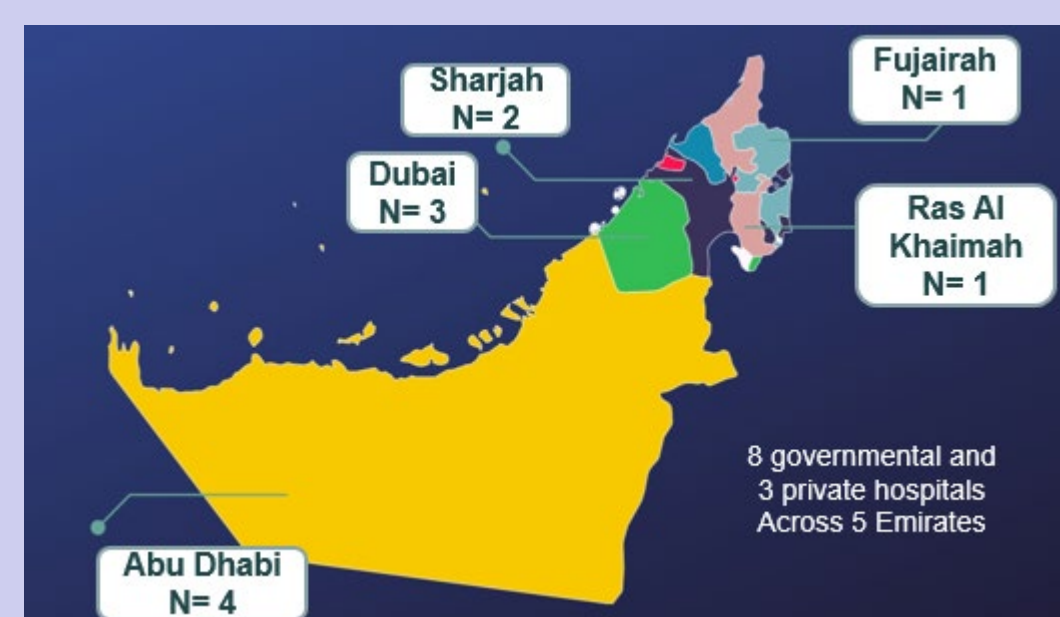 Sharjah
N= 2
Fujairah
N= 1
Dubai
N= 3
Ras Al
Khaimah
N= 1
8 governmental and
3 private hospitals
Across 5 Emirates
Abu Dhabi
N= 4